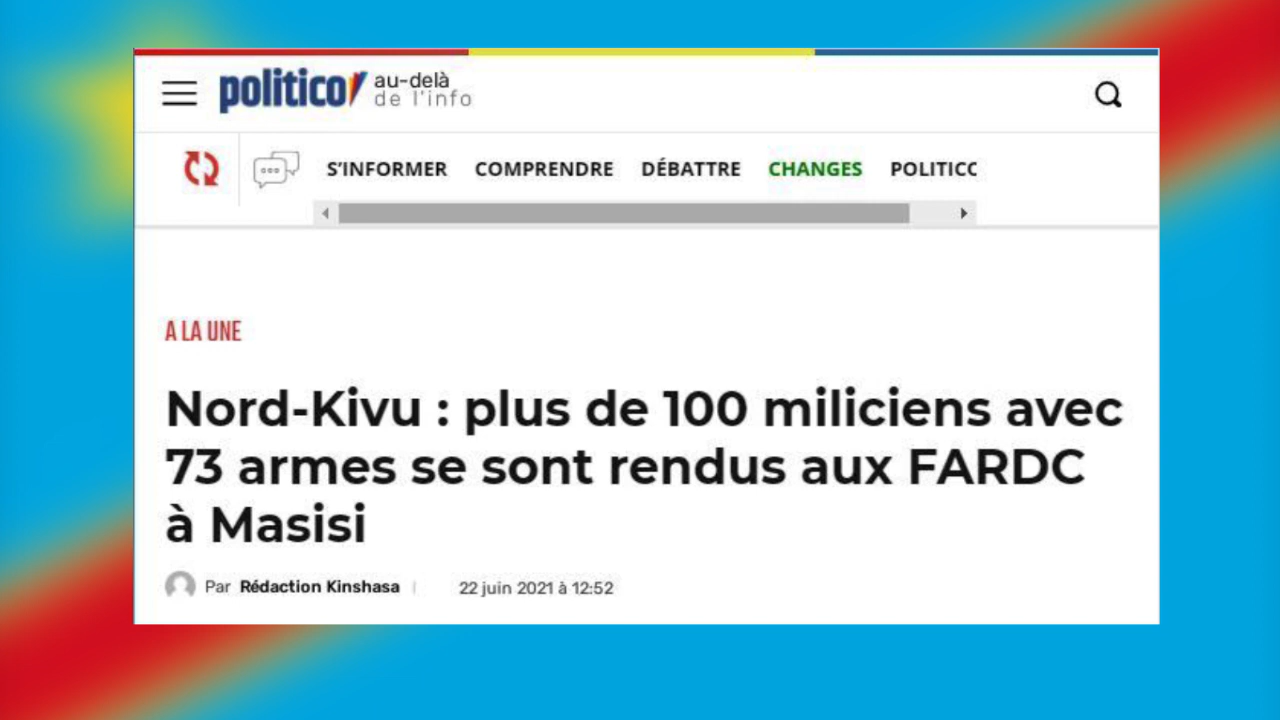 politico
au-delà
de l'info
S'INFORMER COMPRENDRE DÉBATTRE CHANGES POLITICO
A LA UNE
Nord-Kivu : plus de 100 miliciens avec
73 armes se sont rendus aux FARDC
à Masisi
Par Rédaction Kinshasa 22 juin 2021 à 12:52